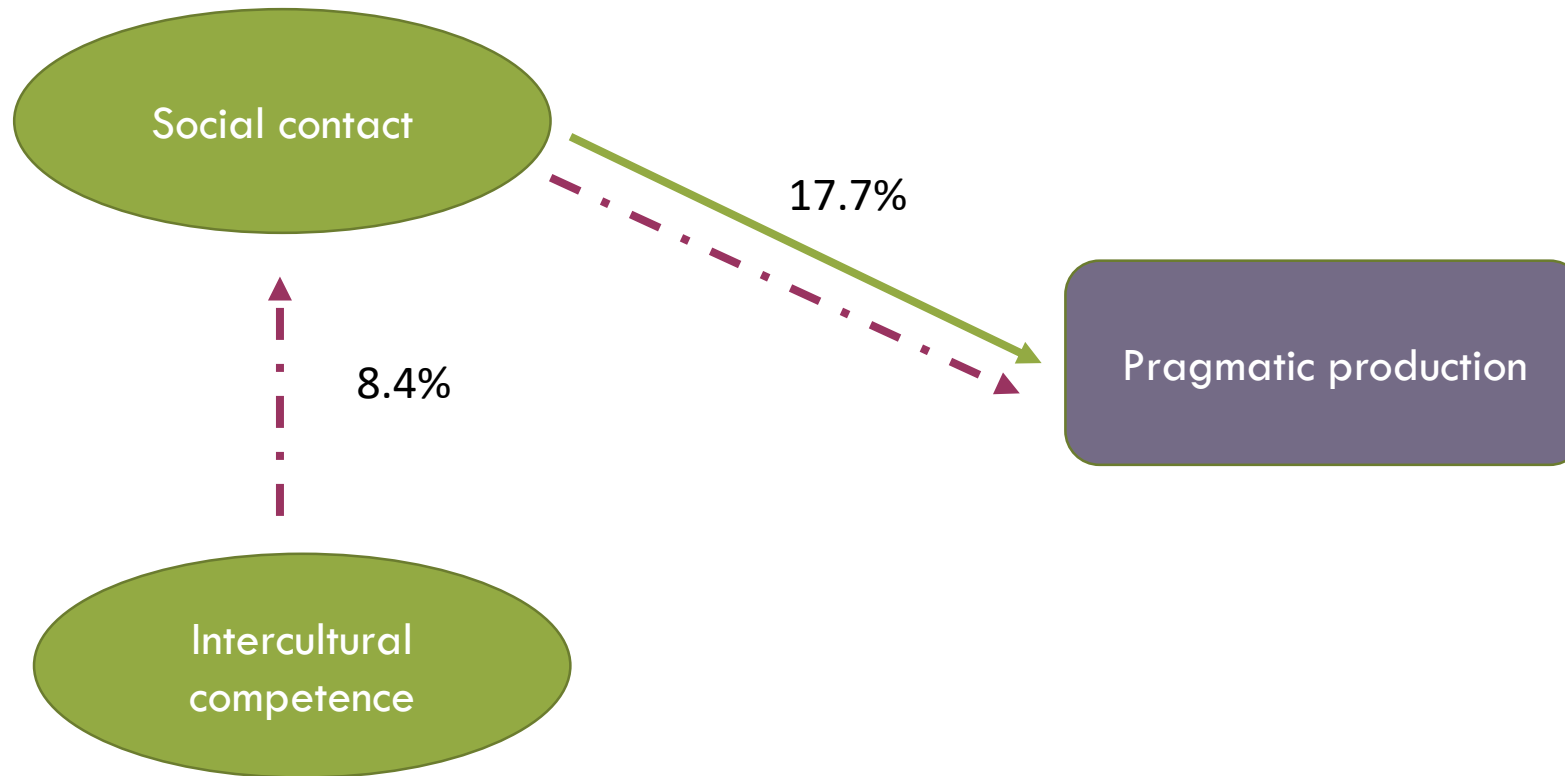 Social contact
17.7%
Pragmatic production
8.4%
Intercultural
competence